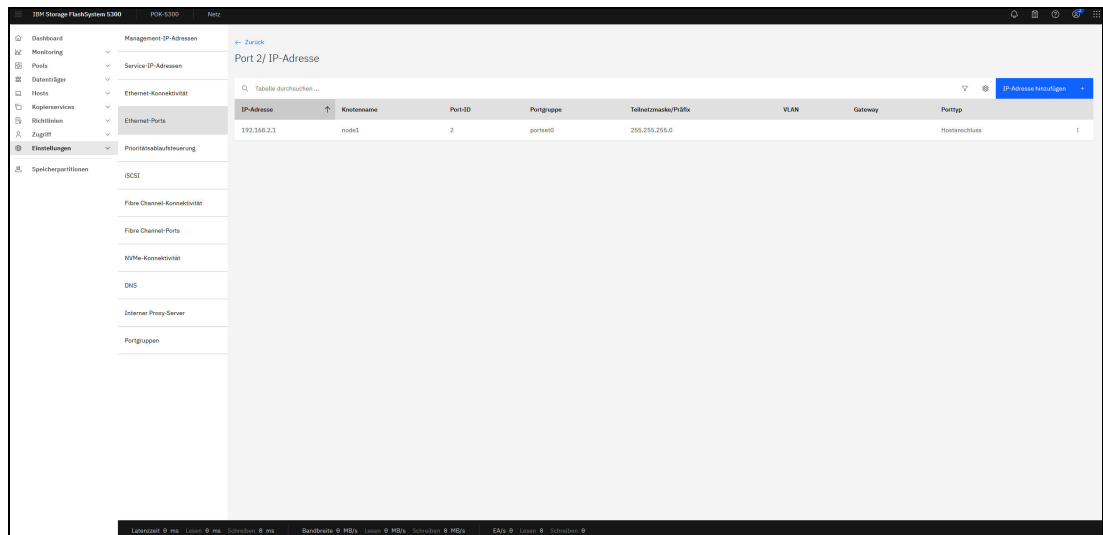 IBM Storage FlashSystem 5300 POK-5300 Netz
Dashboard
Monitoring
Pools
Datenträger
Hosts
Kopierservices
Richtlinien
Zugriff
Einstellungen
Speicherpartitionen
Management-IP-Adressen
Service-IP-Adressen
Ethernet-Konnektivität
Ethernet-Ports
Prioritätsablaufsteuerung
iSCSI
Fibre Channel-Konnektivität
Fibre Channel-Ports
NVMe-Konnektivität
DNS
Interner Proxy-Server
Portgruppen
← Zurück
Port 2/ IP-Adresse
Tabelle durchsuchen ... IP-Adresse hinzufügen +
IP-Adresse ↑ Knotenname Port-ID Portgruppe Teilnetzmaske/Präfix VLAN Gateway Porttyp
192.168.2.1 node1 2 portset0 255.255.255.0 Hostanschluss
Latenzzeit 0 ms Lesen 0 ms Schreiben 0 ms Bandbreite 0 MB/s Lesen 0 MB/s Schreiben 0 MB/s EA/s 0 Lesen 0 Schreiben 0